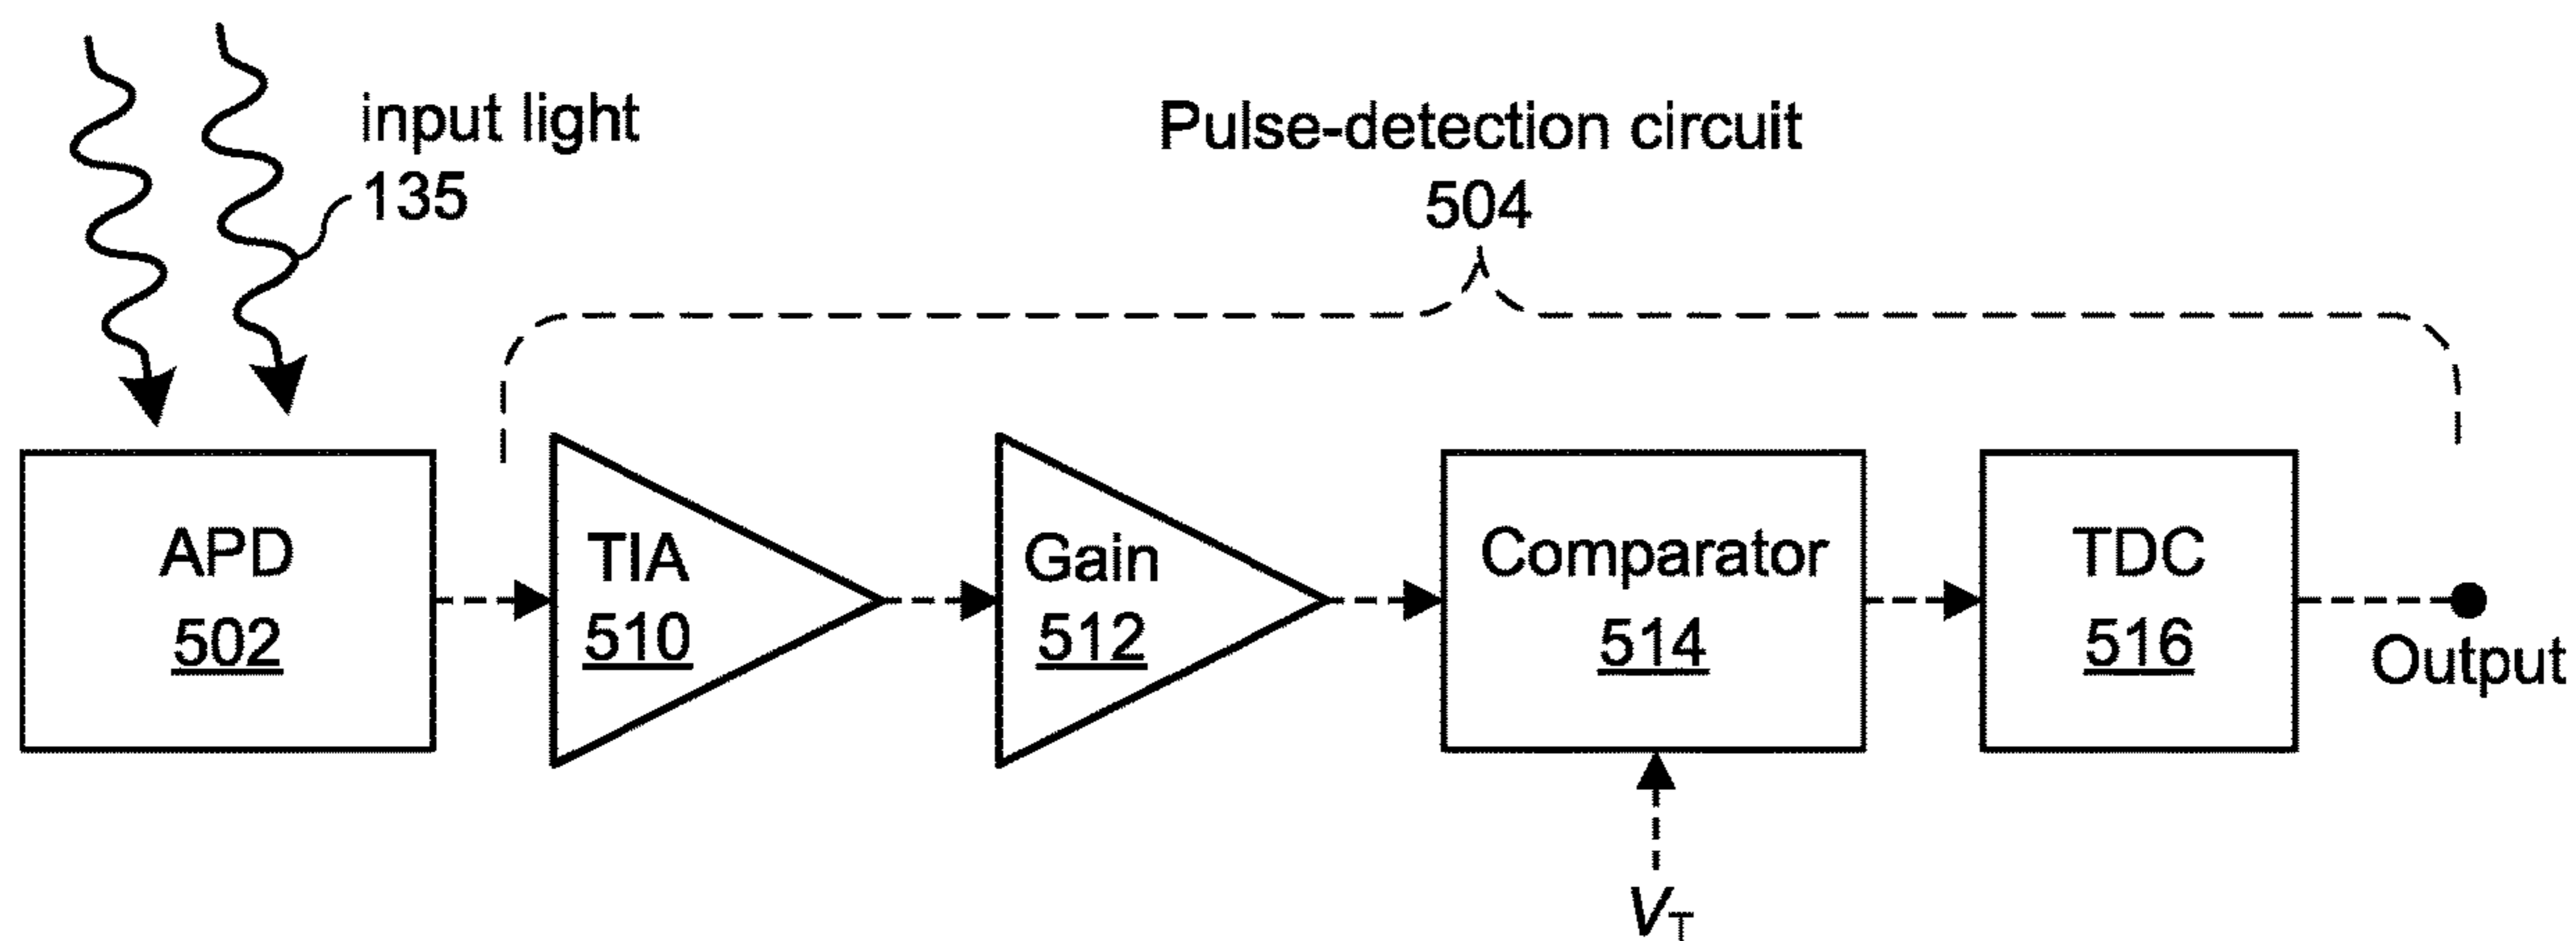 input light
135
Pulse-detection circuit
504
APD
502
TIA
510
Gain
512
Comparator
514
TDC
516
Output
VT